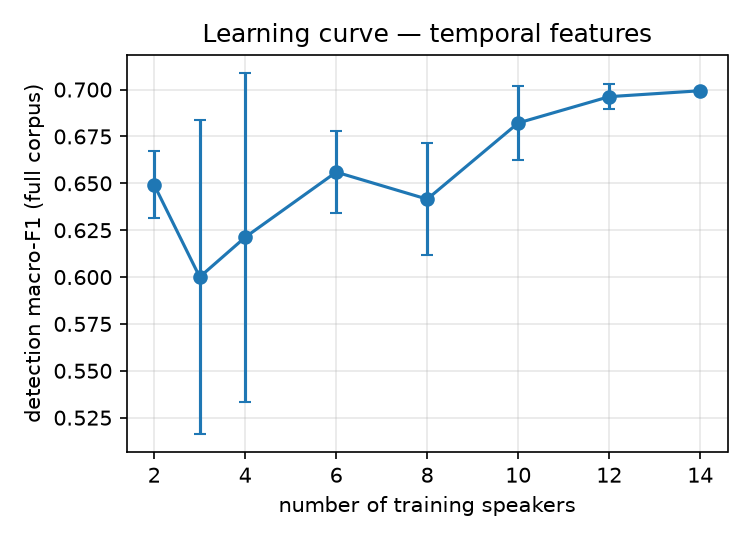 Learning curve — temporal features
detection macro-F1 (full corpus)
0.700
0.675
0.650
0.625
0.600
0.575
0.550
0.525
2 4 6 8 10 12 14
number of training speakers